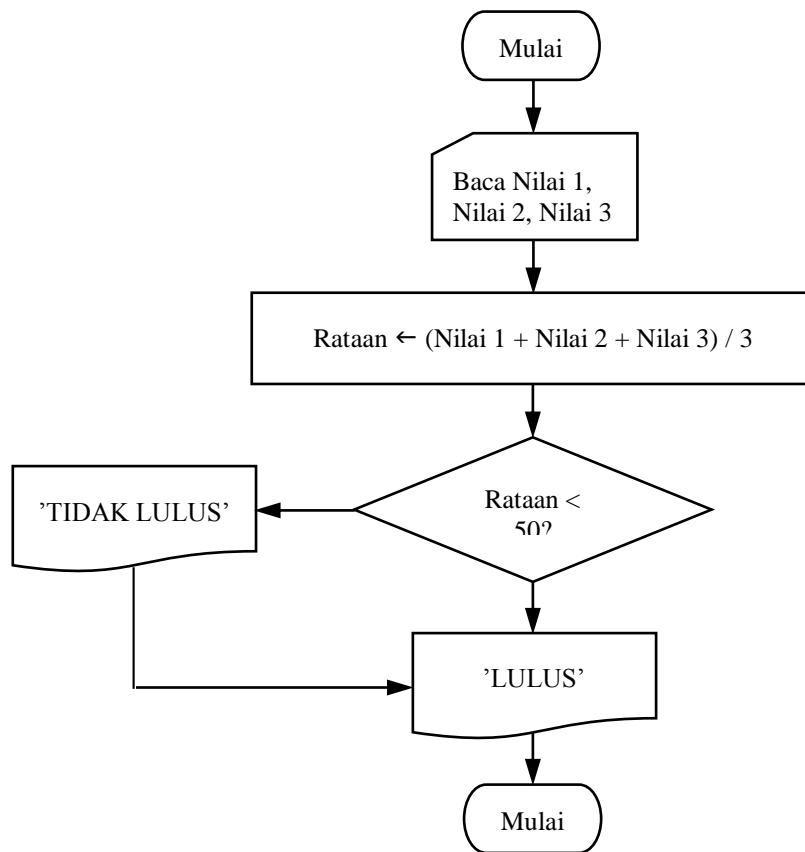 Mulai
Baca Nilai 1,
Nilai 2, Nilai 3
Rataan ← (Nilai 1 + Nilai 2 + Nilai 3) / 3
Rataan <
50?
’TIDAK LULUS’
’LULUS’
Mulai